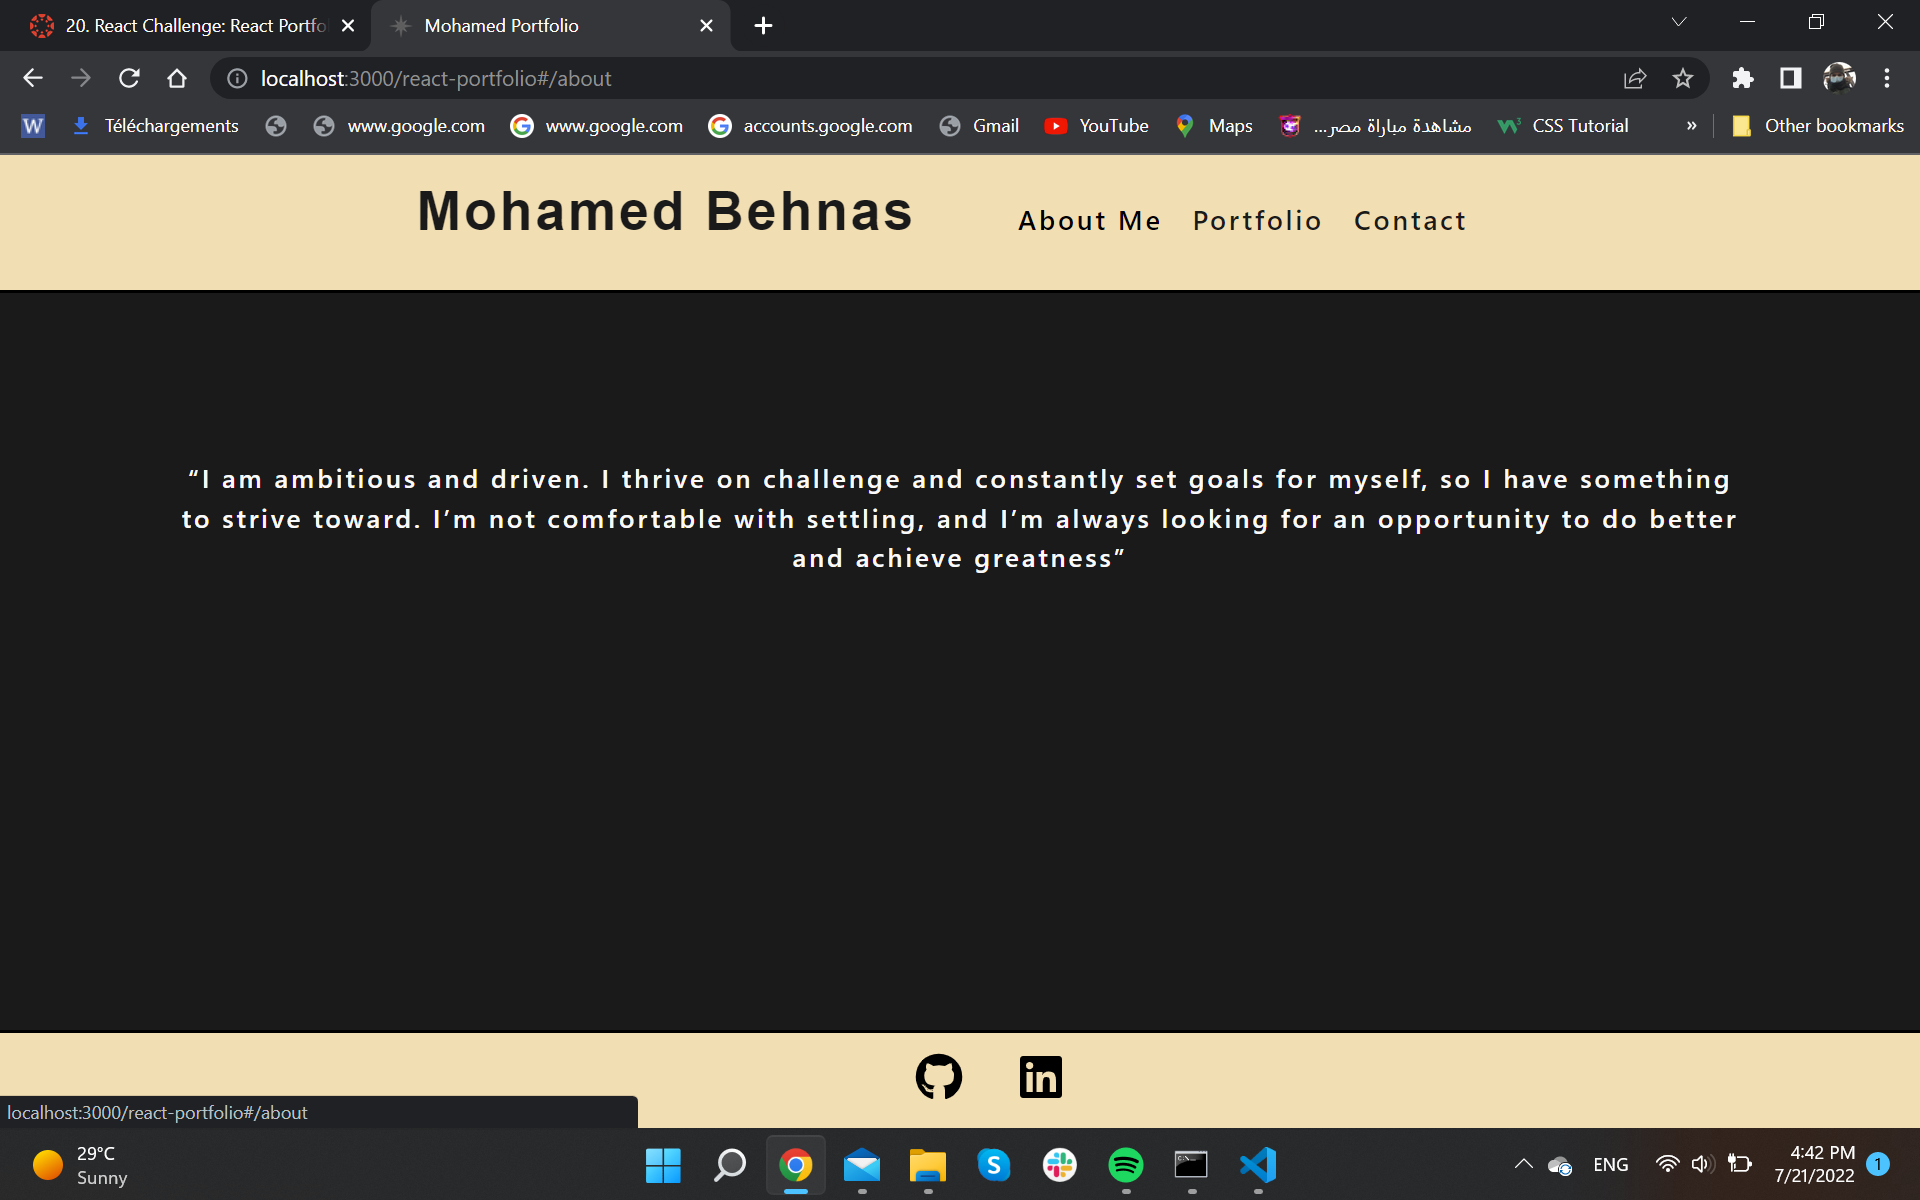 20. React Challenge: React Portfo
Mohamed Portfolio
localhost:3000/react-portfolio#/about
W
Téléchargements
www.google.com
www.google.com
accounts.google.com
Gmail
YouTube
Maps
مشاهدة مباراة مصر...
CSS Tutorial
»
Other bookmarks
Mohamed Behnas
About Me
Portfolio
Contact
“I am ambitious and driven. I thrive on challenge and constantly set goals for myself, so I have something
to strive toward. I’m not comfortable with settling, and I’m always looking for an opportunity to do better
and achieve greatness”
in
localhost:3000/react-portfolio#/about
29°C
Sunny
S
ENG
4:42 PM
7/21/2022
1